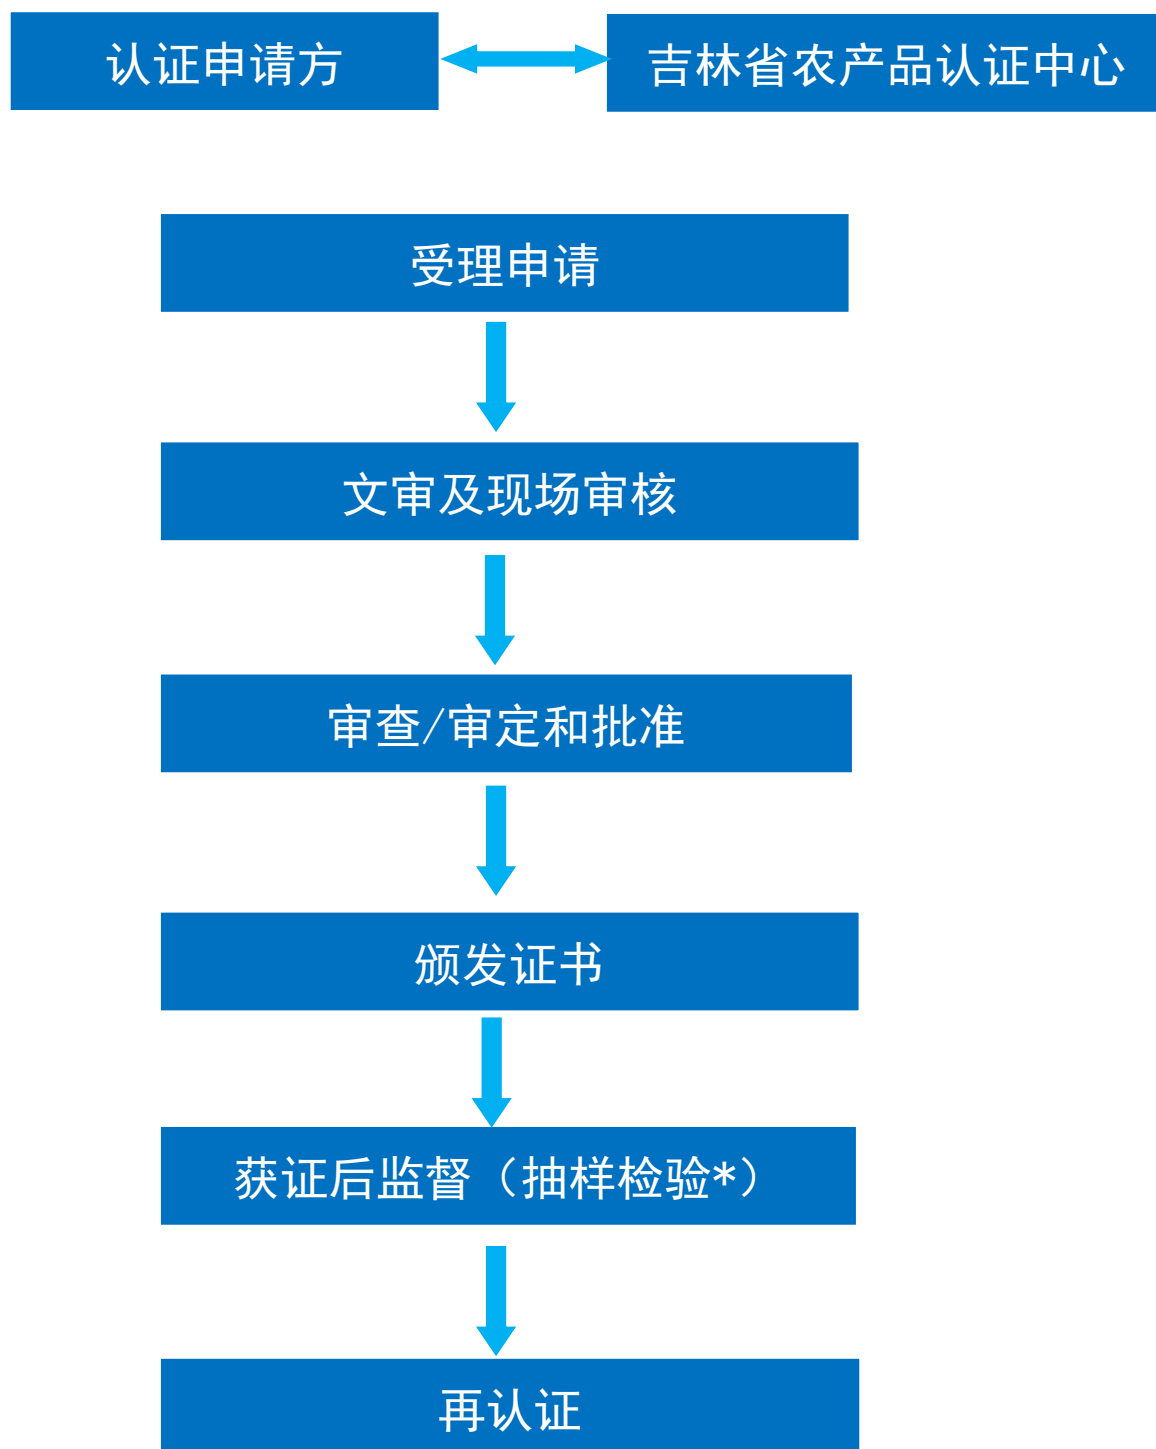 认证申请方
吉林省农产品认证中心
受理申请
文审及现场审核
审查/审定和批准
颁发证书
获证后监督（抽样检验*）
再认证